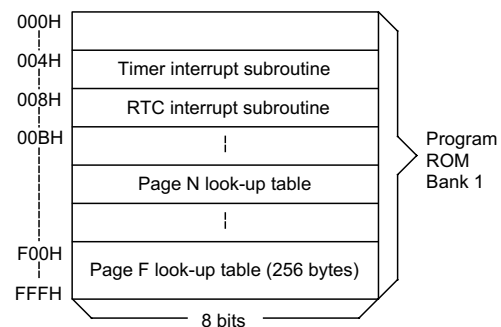 000H
004H
Timer interrupt subroutine
008H
RTC interrupt subroutine
00BH
Page N look-up table
F00H
Page F look-up table (256 bytes)
FFFH
8 bits
Program
ROM
Bank 1